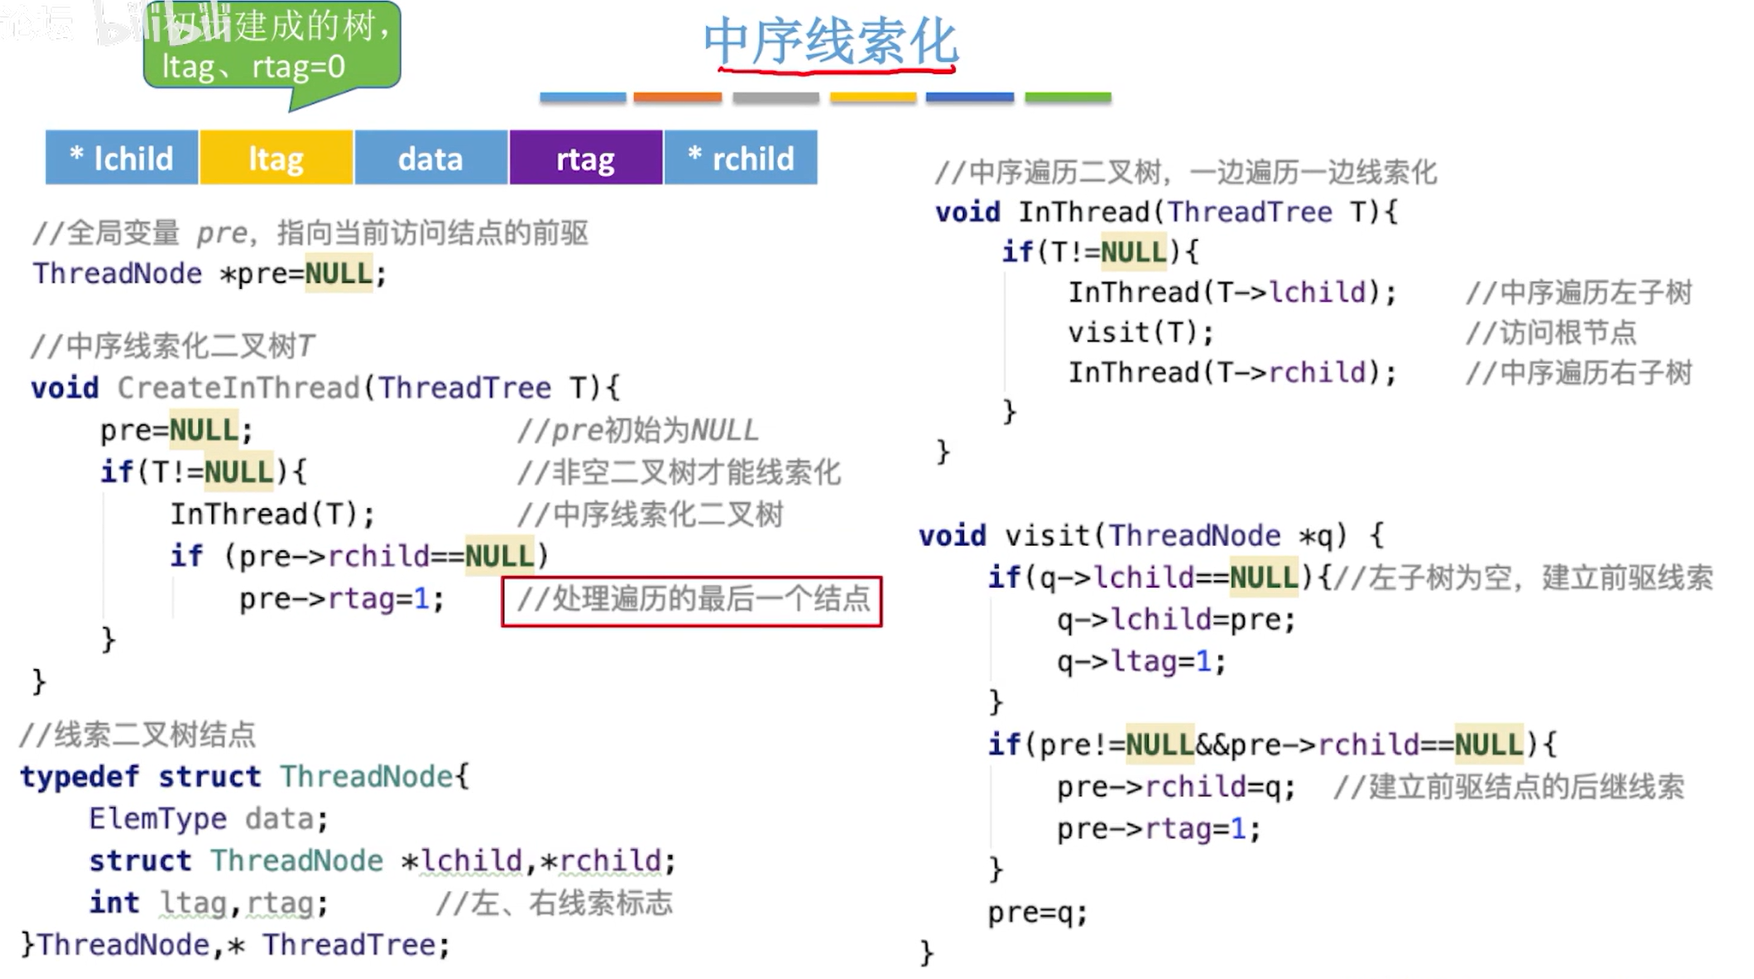 论坛 bilibili
初步建成的树，
ltag、rtag=0
中序线索化
* lchild ltag data rtag * rchild
//全局变量 pre，指向当前访问结点的前驱
ThreadNode *pre=NULL;
//中序线索化二叉树T
void CreateInThread(ThreadTree T){
pre=NULL; //pre初始为NULL
if(T!=NULL){ //非空二叉树才能线索化
InThread(T); //中序线索化二叉树
if (pre->rchild==NULL)
pre->rtag=1; //处理遍历的最后一个结点
}
}
//线索二叉树结点
typedef struct ThreadNode{
ElemType data;
struct ThreadNode *lchild,*rchild;
int ltag,rtag; //左、右线索标志
}ThreadNode,* ThreadTree;
//中序遍历二叉树，一边遍历一边线索化
void InThread(ThreadTree T){
if(T!=NULL){
InThread(T->lchild); //中序遍历左子树
visit(T); //访问根节点
InThread(T->rchild); //中序遍历右子树
}
}
void visit(ThreadNode *q) {
if(q->lchild==NULL){//左子树为空，建立前驱线索
q->lchild=pre;
q->ltag=1;
}
if(pre!=NULL&&pre->rchild==NULL){
pre->rchild=q; //建立前驱结点的后继线索
pre->rtag=1;
}
pre=q;
}